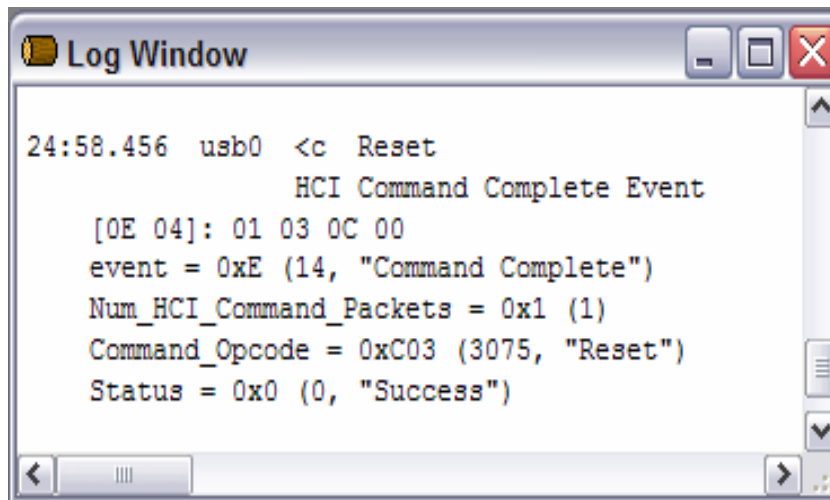 Log Window
24:58.456 usb0 <c Reset
HCI Command Complete Event
[0E 04]: 01 03 0C 00
event = 0xE (14, "Command Complete")
Num_HCI_Command_Packets = 0x1 (1)
Command_Opcode = 0xC03 (3075, "Reset")
Status = 0x0 (0, "Success")